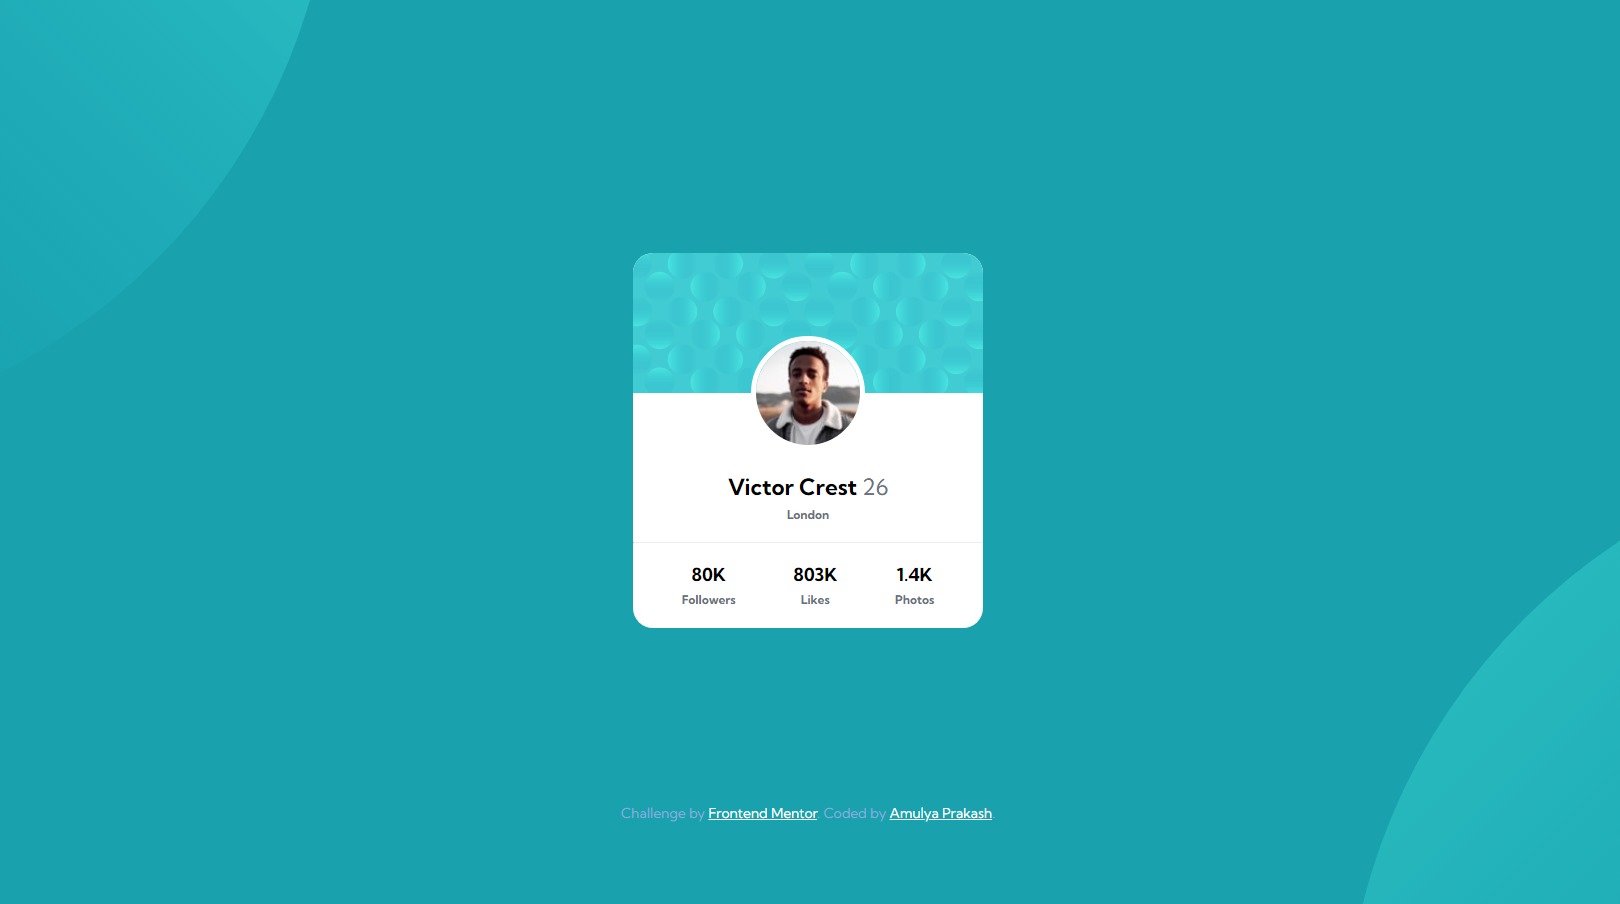 Victor Crest 26
London
80K 803K 1.4K
Followers Likes Photos
Challenge by Frontend Mentor. Coded by Amulya Prakash.